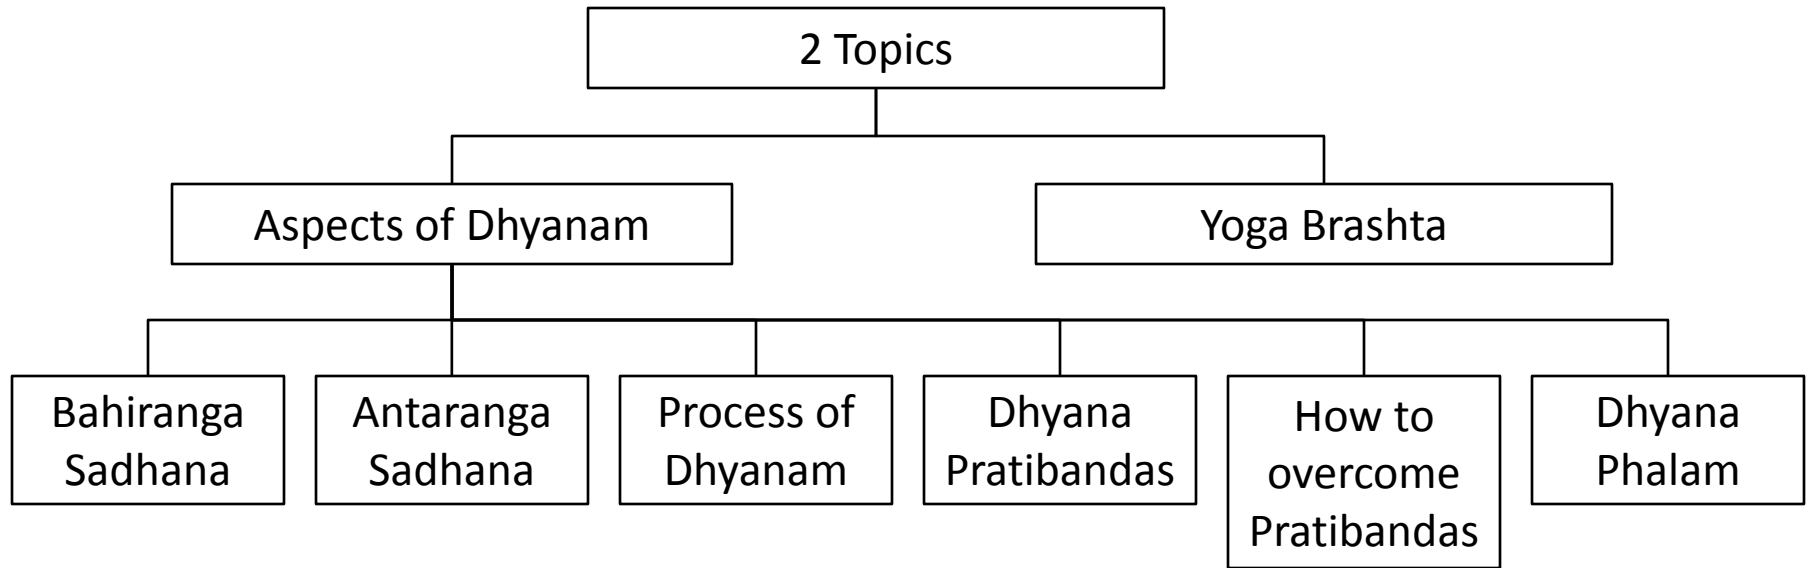 2 Topics
Aspects of Dhyanam
Yoga Brashta
Bahiranga
Sadhana
Antaranga
Sadhana
Process of
Dhyanam
Dhyana
Pratibandas
How to
overcome
Pratibandas
Dhyana
Phalam